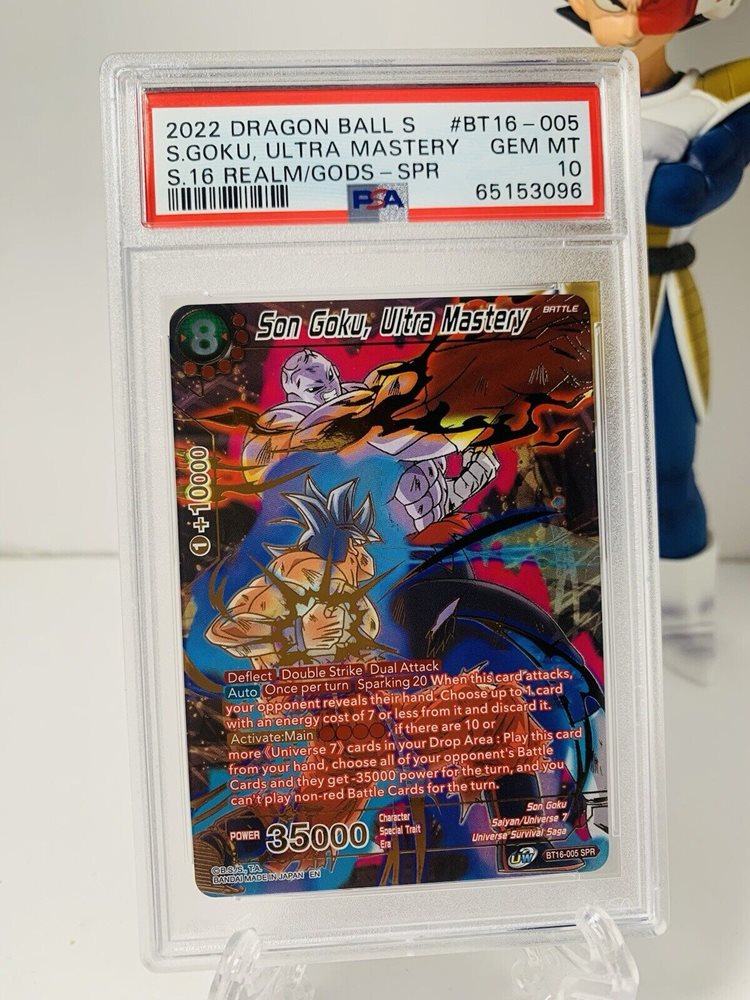 2022 DRAGON BALL S #BT16-005
S.GOKU, ULTRA MASTERY GEM MT
S.16 REALM/GODS-SPR 10
PSA 65153096
8 Son Goku, Ultra Mastery BATTLE
1 +10000
Deflect Double Strike Dual Attack
Auto Once per turn Sparking 20 When this card attacks,
your opponent reveals their hand. Choose up to 1 card
with an energy cost of 7 or less from it and discard it.
Activate:Main if there are 10 or
more 《Universe 7》 cards in your Drop Area : Play this card
from your hand, choose all of your opponent's Battle
Cards and they get -35000 power for the turn, and you
can't play non-red Battle Cards for the turn.
POWER 35000
Character Son Goku
Special Trait Saiyan/Universe 7
Era Universe Survival Saga
UW BT16-005 SPR
©B.S./S., T.A.
BANDAI MADE IN JAPAN EN